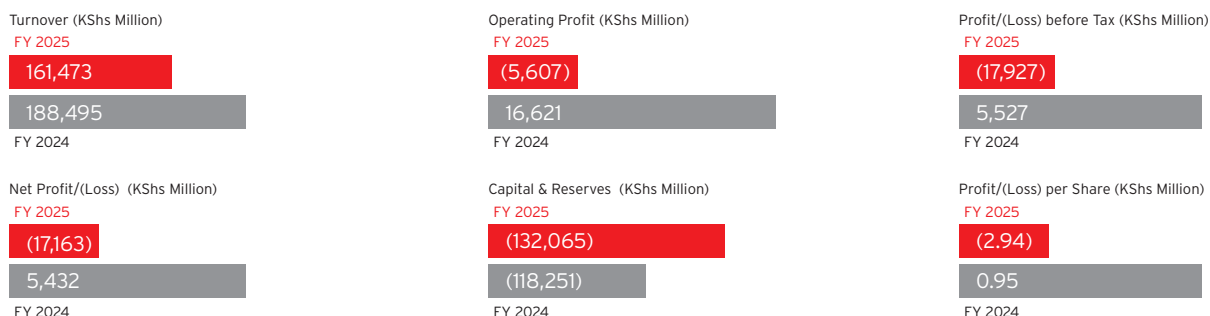 Turnover (KShs Million)
FY 2025
161,473
188,495
FY 2024
Operating Profit (KShs Million)
FY 2025
(5,607)
16,621
FY 2024
Profit/(Loss) before Tax (KShs Million)
FY 2025
(17,927)
5,527
FY 2024
Net Profit/(Loss) (KShs Million)
FY 2025
(17,163)
5,432
FY 2024
Capital & Reserves (KShs Million)
FY 2025
(132,065)
(118,251)
FY 2024
Profit/(Loss) per Share (KShs Million)
FY 2025
(2.94)
0.95
FY 2024